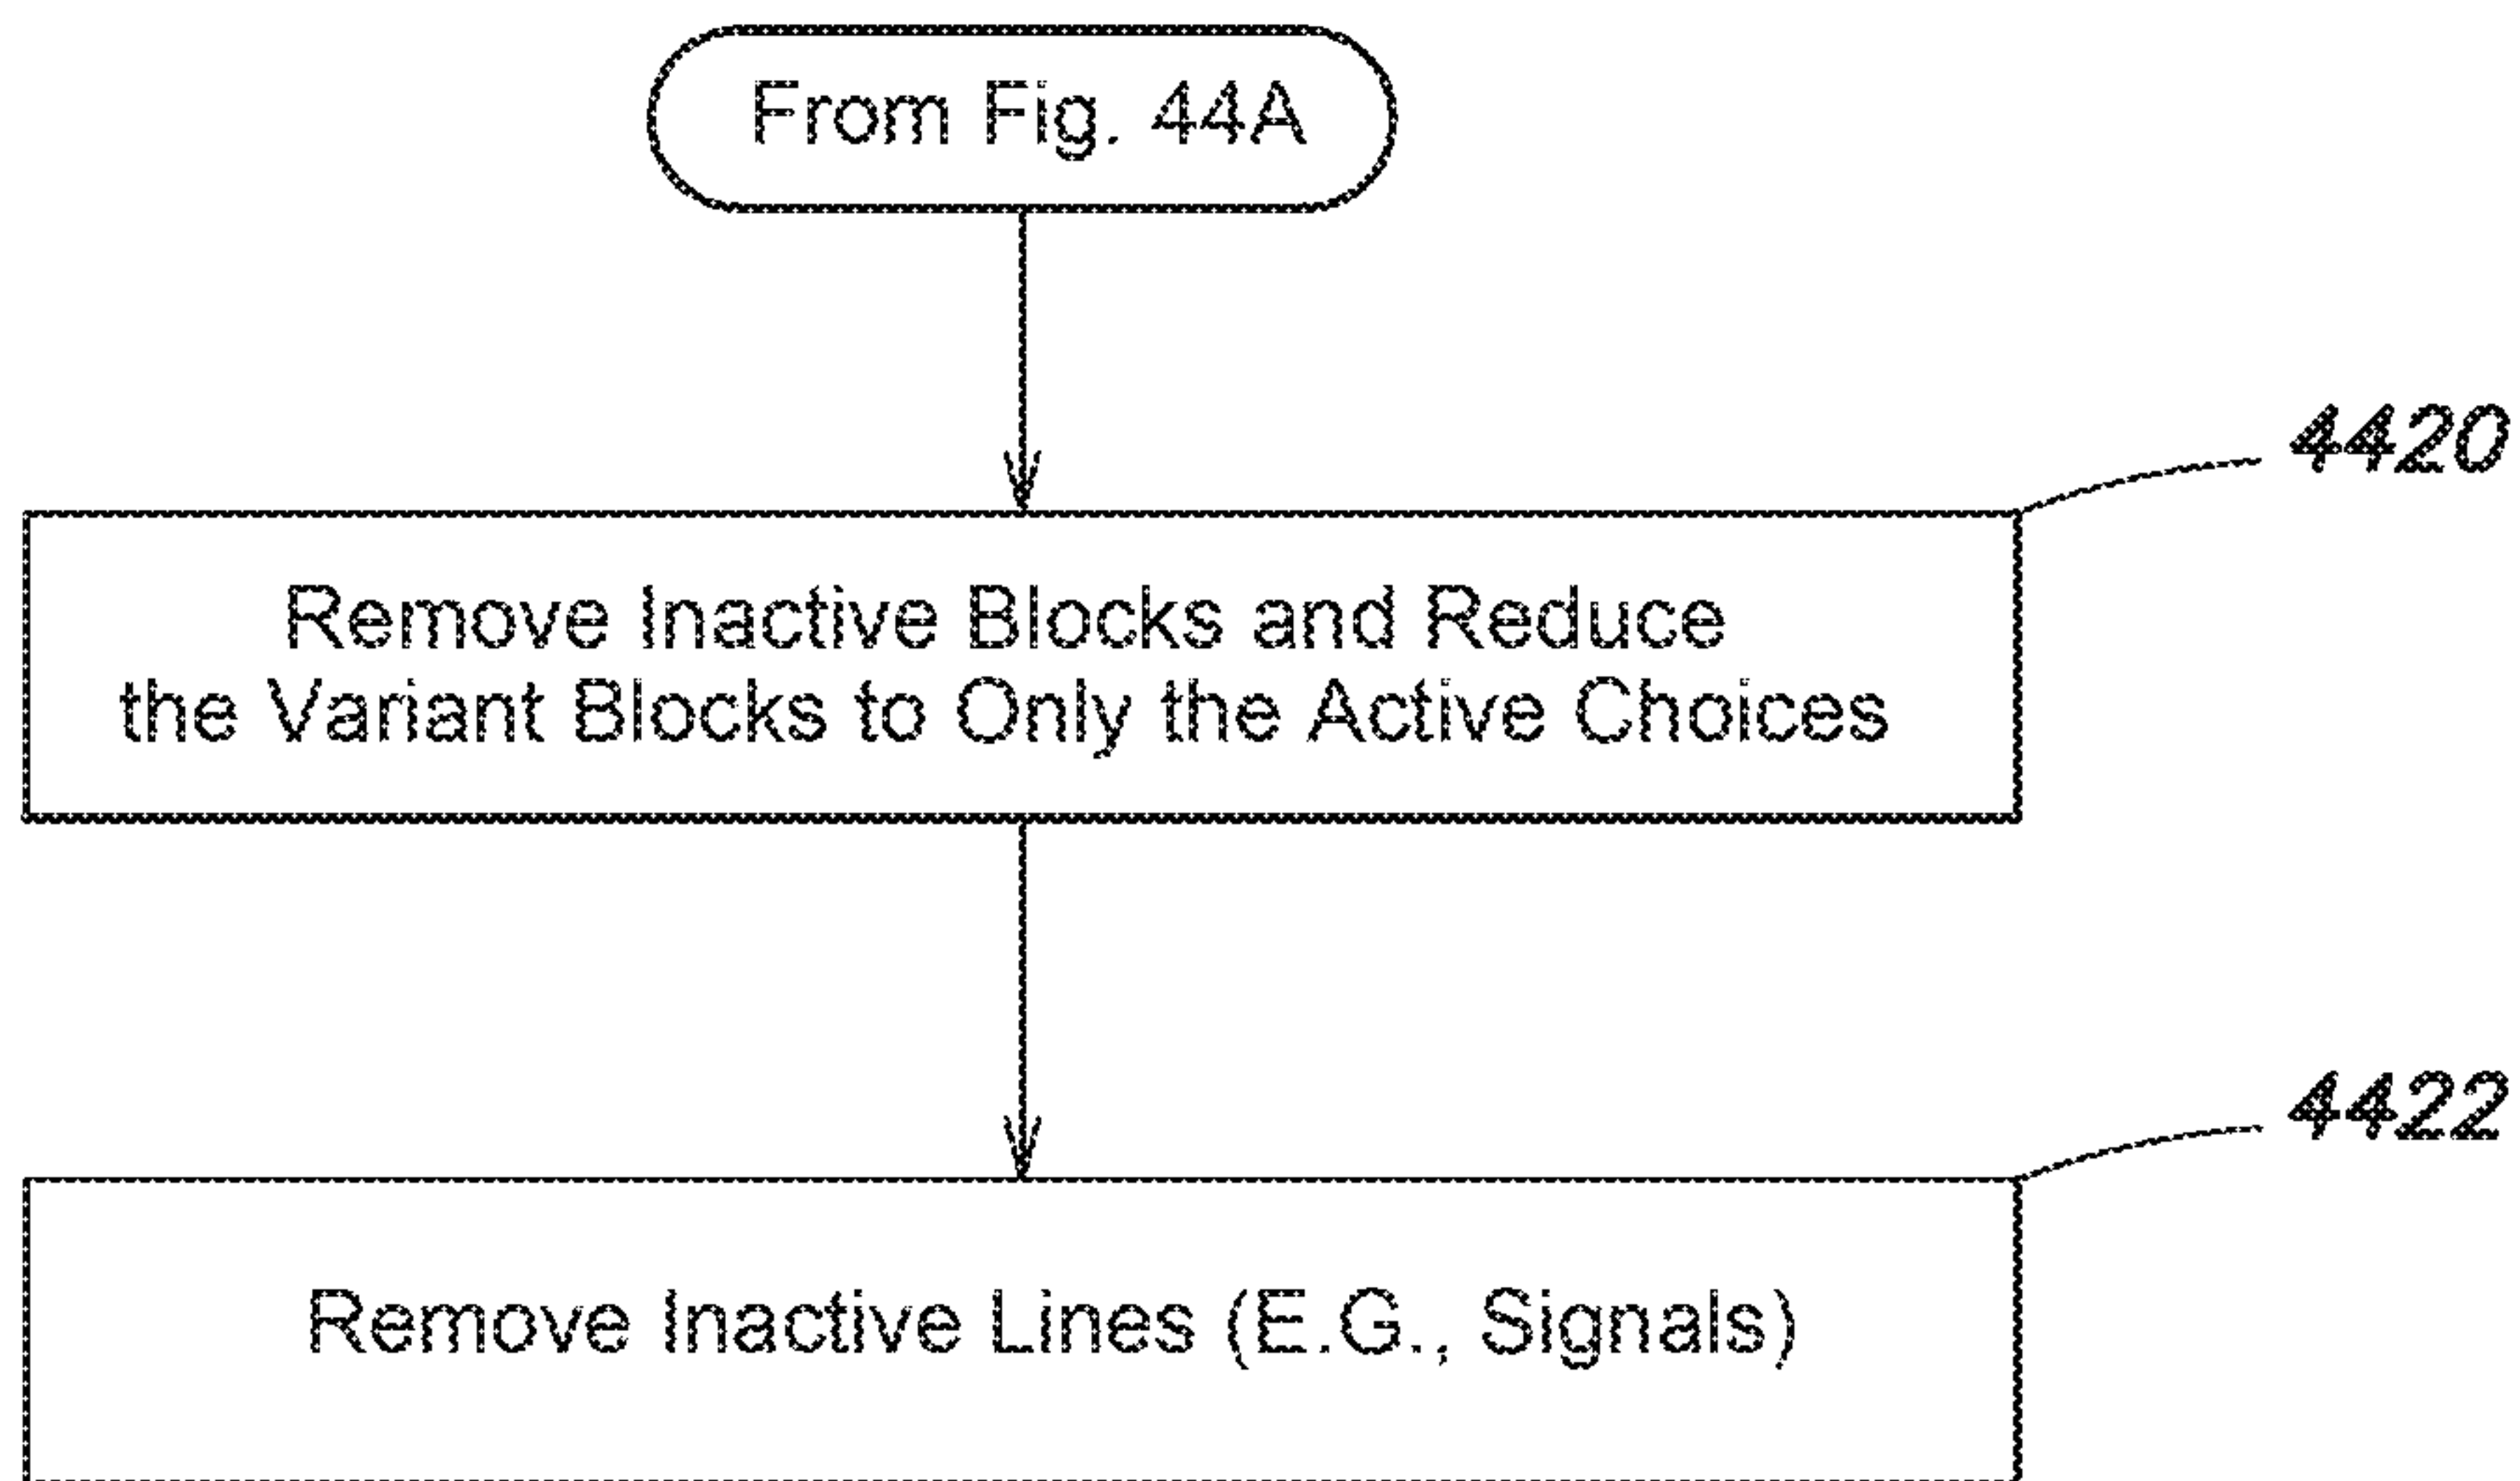 From Fig. 44A
4420
Remove Inactive Blocks and Reduce
the Variant Blocks to Only the Active Choices
4422
Remove Inactive Lines (E.G., Signals)